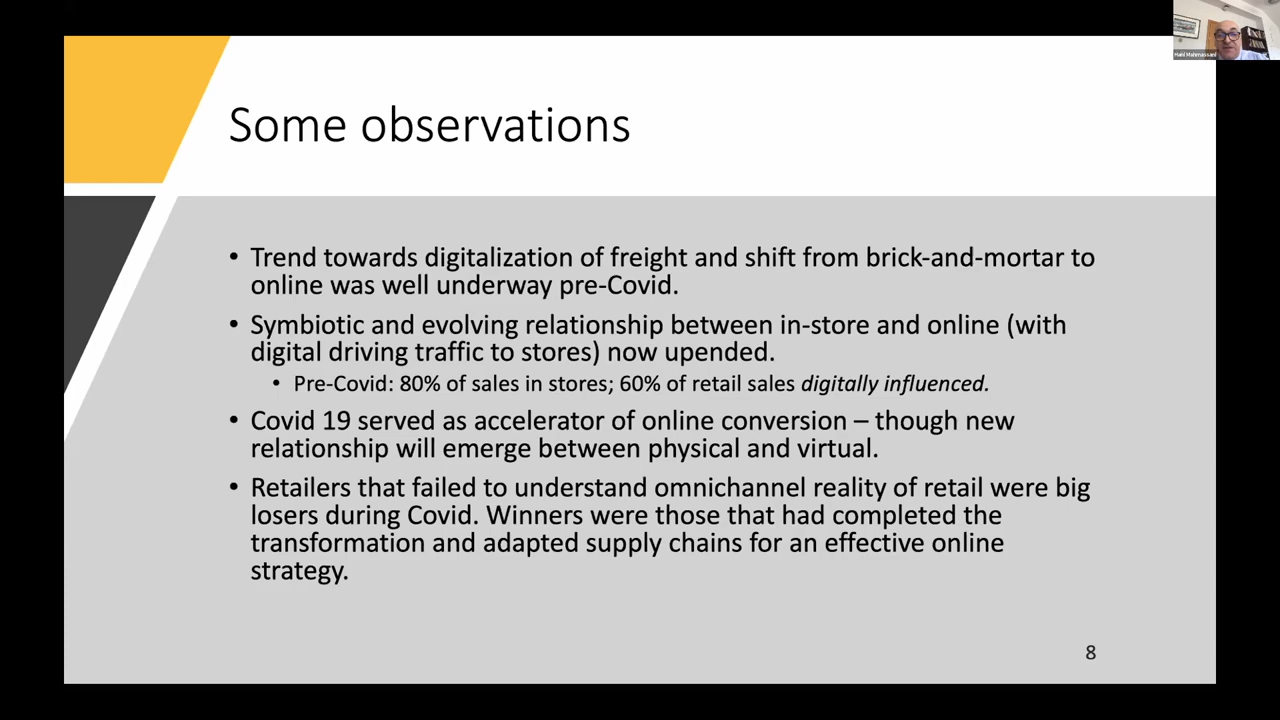 Hani Mahmassani
Some observations
• Trend towards digitalization of freight and shift from brick-and-mortar to
online was well underway pre-Covid.
• Symbiotic and evolving relationship between in-store and online (with
digital driving traffic to stores) now upended.
• Pre-Covid: 80% of sales in stores; 60% of retail sales digitally influenced.
• Covid 19 served as accelerator of online conversion – though new
relationship will emerge between physical and virtual.
• Retailers that failed to understand omnichannel reality of retail were big
losers during Covid. Winners were those that had completed the
transformation and adapted supply chains for an effective online
strategy.
8